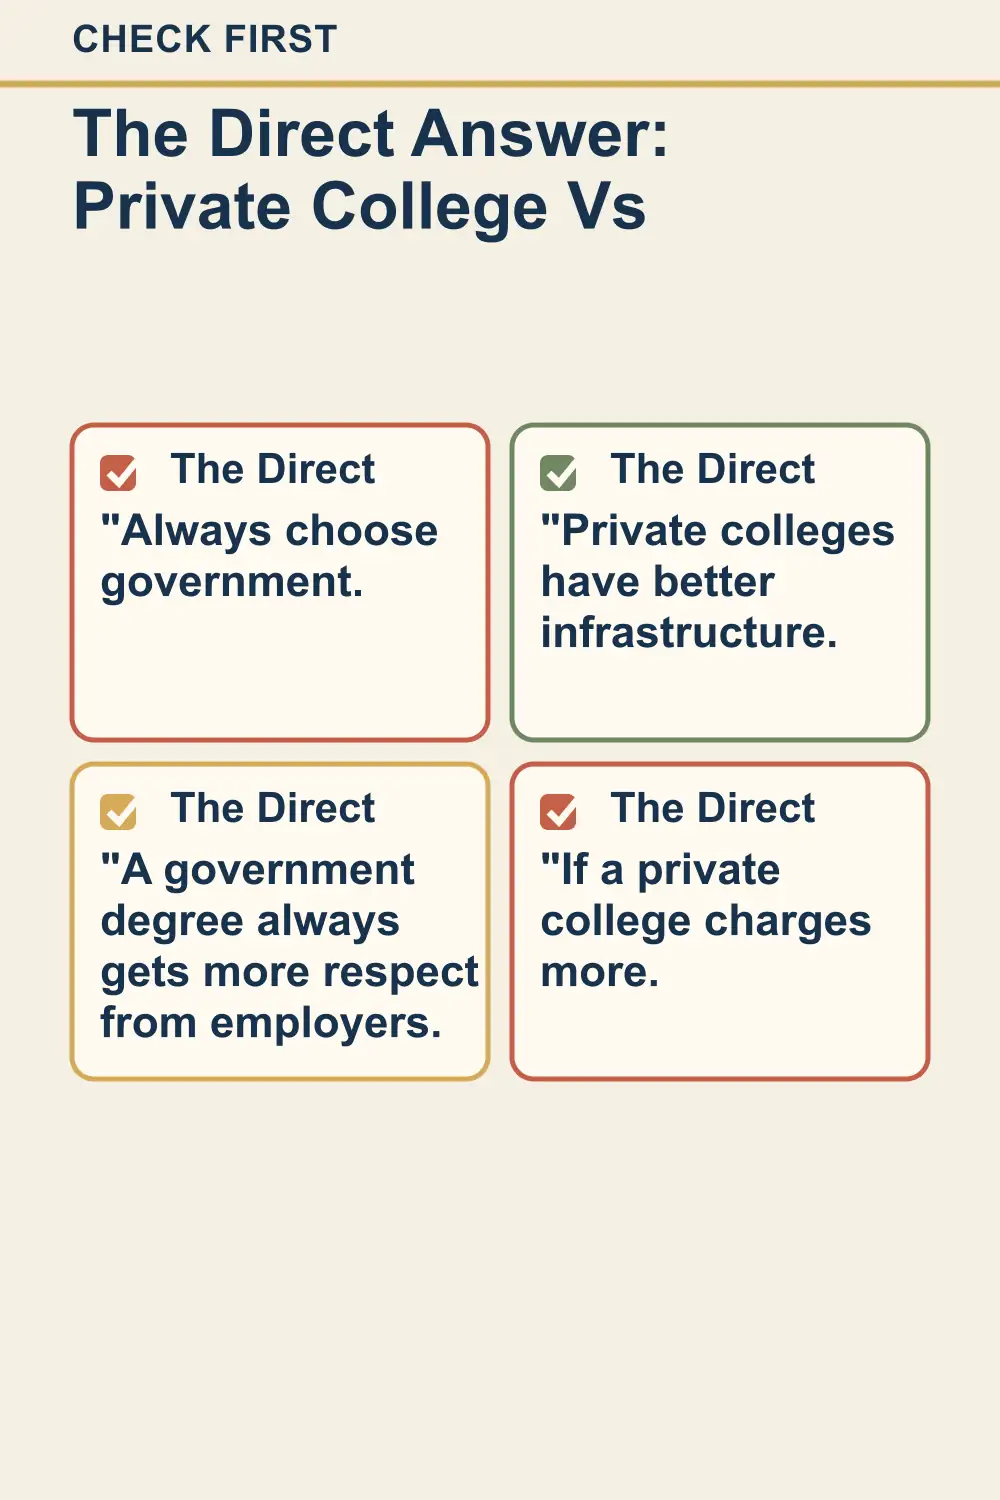 CHECK FIRST
The Direct Answer:
Private College Vs
The Direct
"Always choose
government.
The Direct
"Private colleges
have better
infrastructure.
The Direct
"A government
degree always
gets more respect
from employers.
The Direct
"If a private
college charges
more.